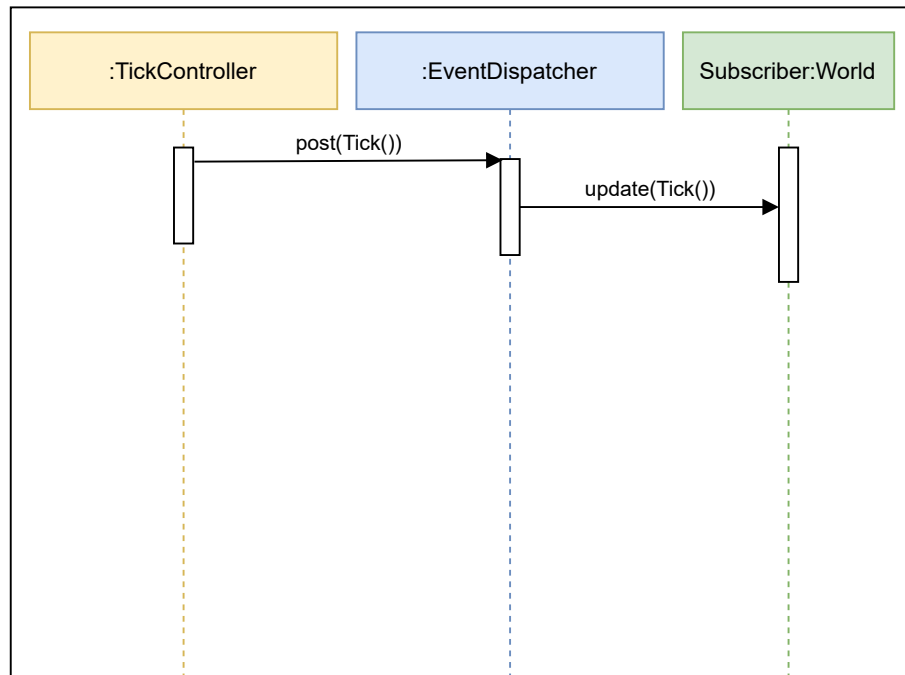 :TickController
:EventDispatcher
Subscriber:World
post(Tick())
update(Tick())